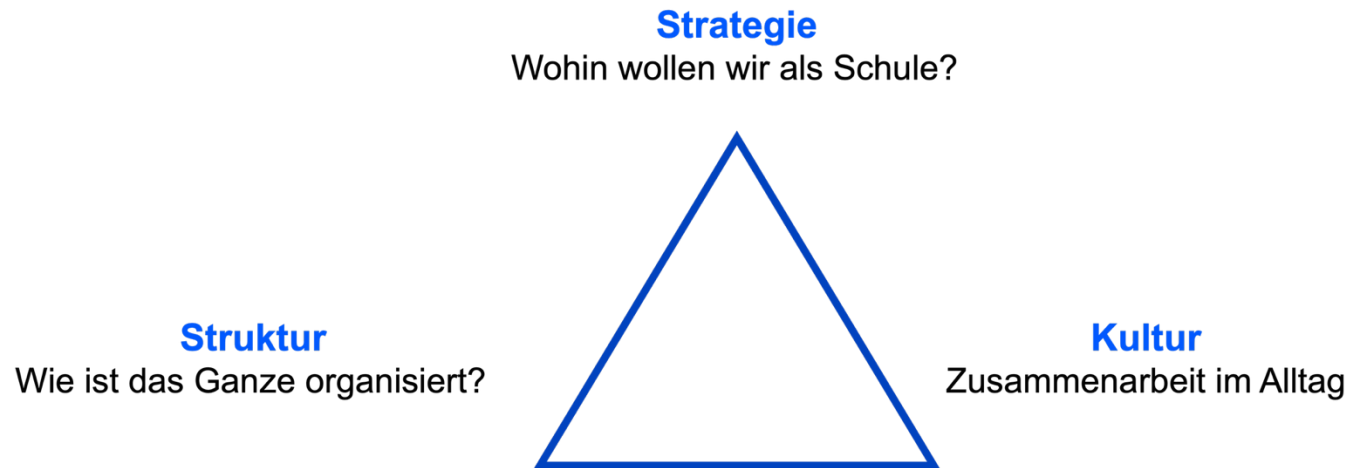 Strategie
Wohin wollen wir als Schule?
Struktur
Wie ist das Ganze organisiert?
Kultur
Zusammenarbeit im Alltag